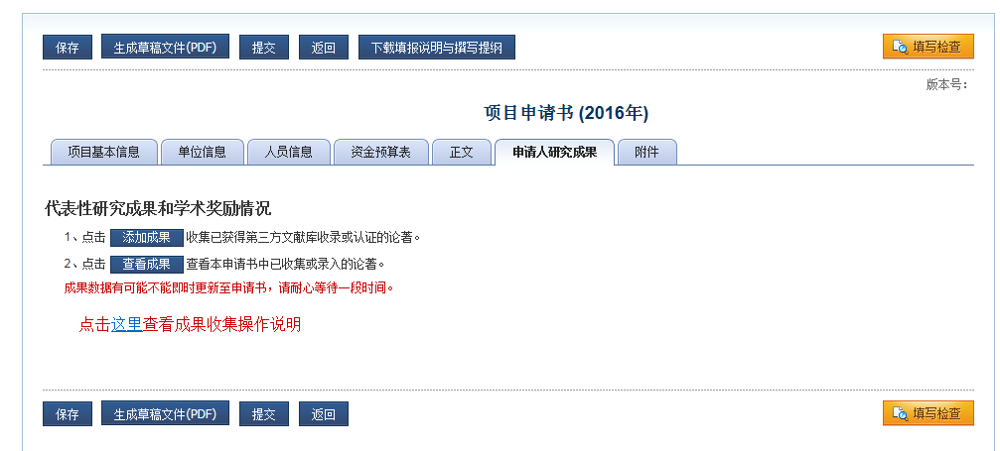 保存 生成草稿文件(PDF) 提交 返回 下载填报说明与撰写提纲 填写检查
版本号：
项目申请书 (2016年)
项目基本信息 单位信息 人员信息 资金预算表 正文 申请人研究成果 附件
代表性研究成果和学术奖励情况
1、点击 添加成果 收集已获得第三方文献库收录或认证的论著。
2、点击 查看成果 查看本申请书中已收集或录入的论著。
成果数据有可能不能即时更新至申请书，请耐心等待一段时间。
点击这里查看成果收集操作说明
保存 生成草稿文件(PDF) 提交 返回 填写检查